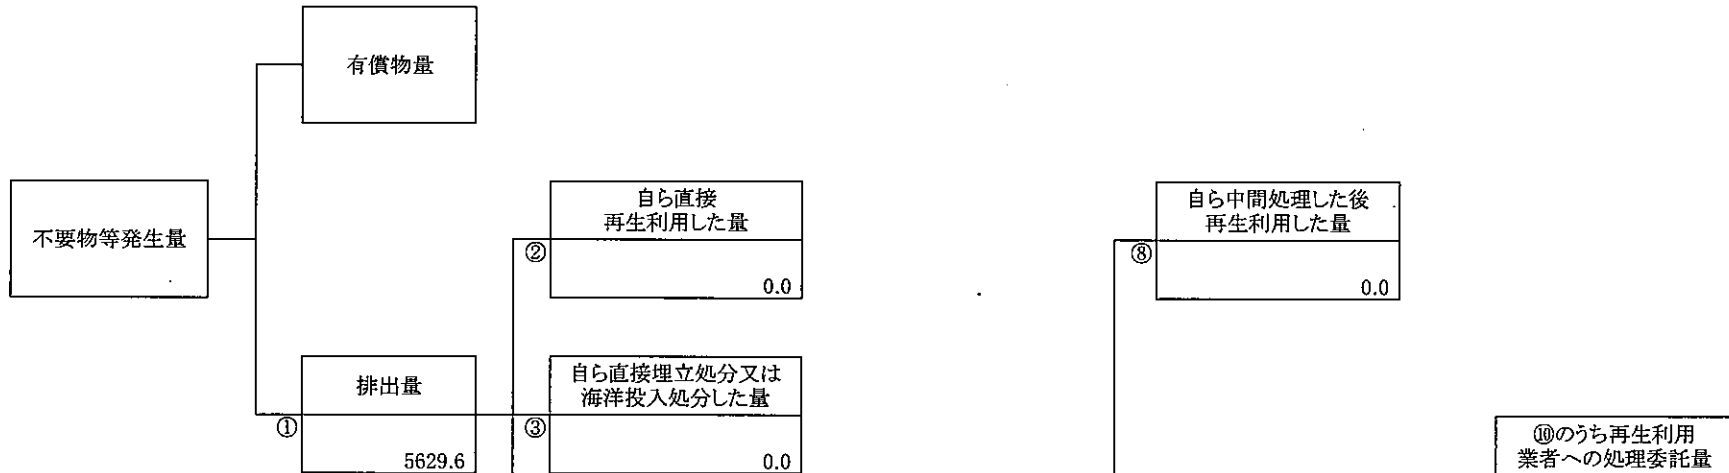 有償物量
不要物等発生量
自ら直接
再生利用した量
②
0.0
自ら中間処理した後
再生利用した量
⑧
0.0
排出量
①
5629.6
自ら直接埋立処分又は
海洋投入処分した量
③
0.0
⑩のうち再生利用
業者への処理委託量